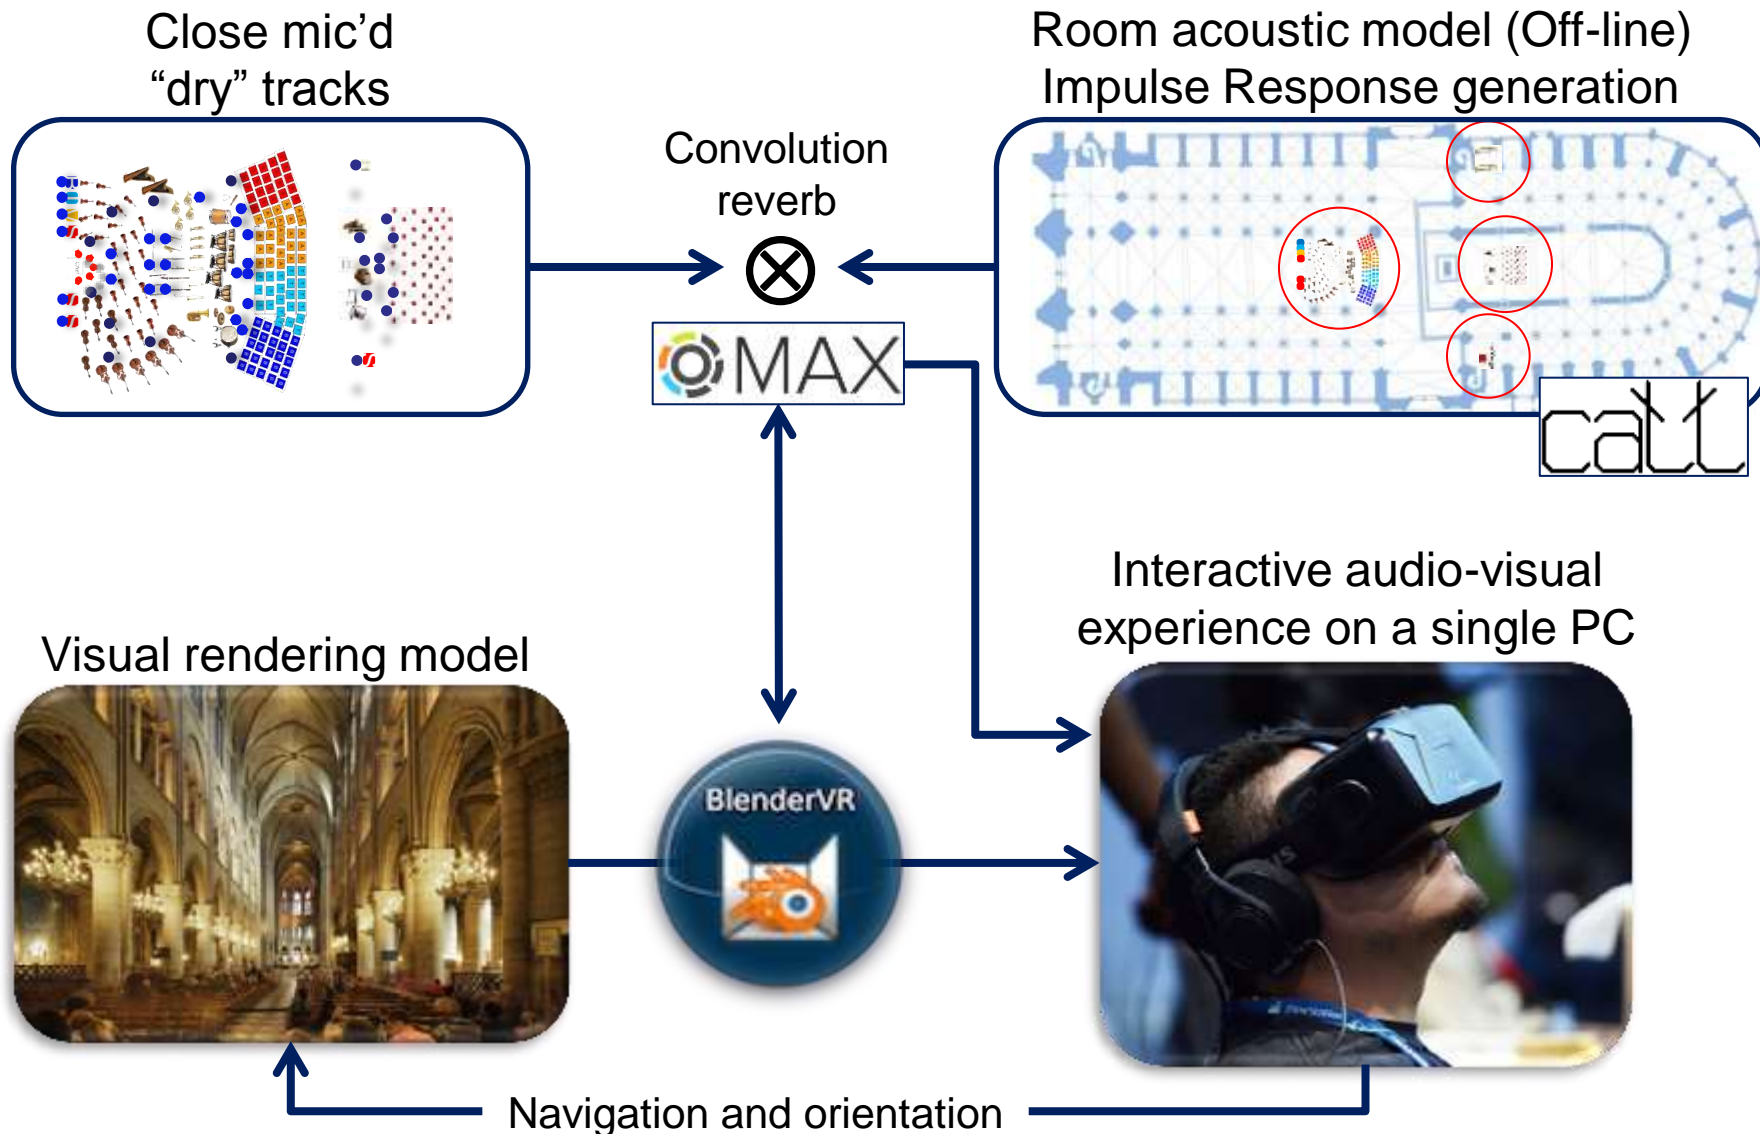 Close mic’d
“dry” tracks
Room acoustic model (Off-line)
Impulse Response generation
Convolution
reverb
MAX
catt
Interactive audio-visual
experience on a single PC
Visual rendering model
BlenderVR
Navigation and orientation